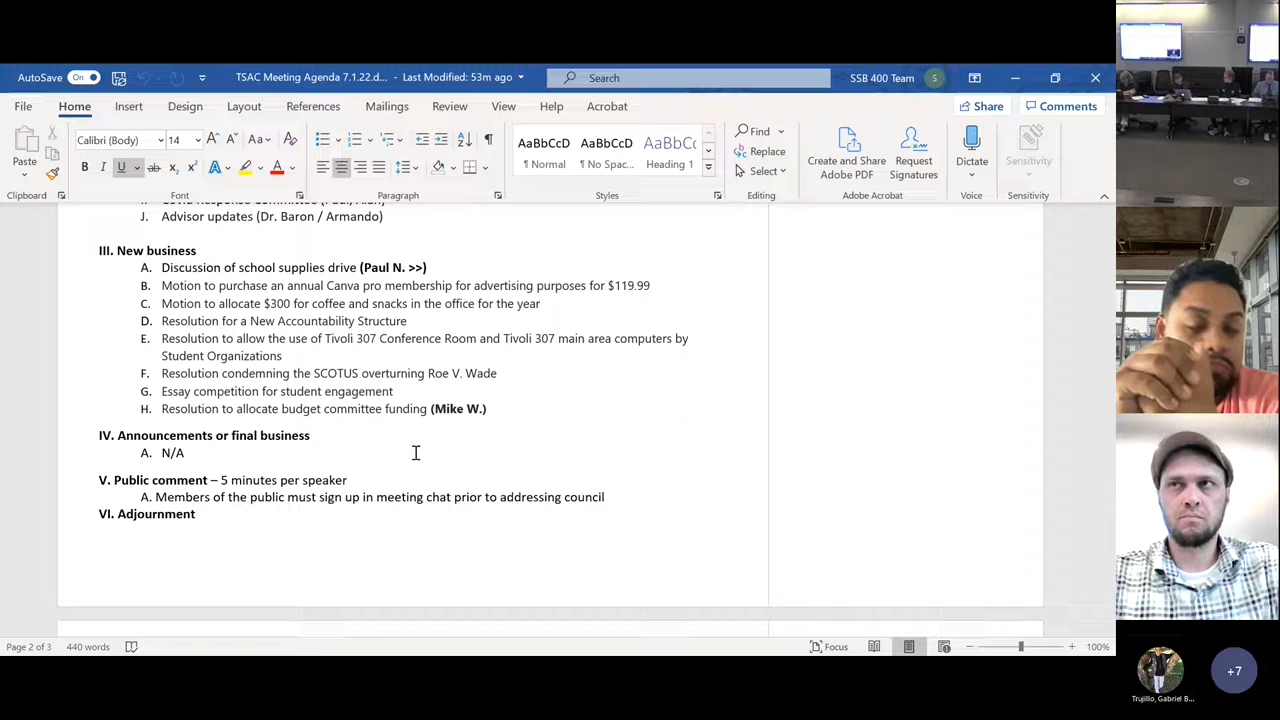 AutoSave On TSAC Meeting Agenda 7.1.22.d... - Last Modified: 53m ago Search SSB 400 Team S
File Home Insert Design Layout References Mailings Review View Help Acrobat Share Comments
Paste Calibri (Body) 14 AaBbCcD AaBbCcD AaBbCc Find Replace Select
Normal No Spac... Heading 1
Create and Share Adobe PDF Request Signatures Dictate Sensitivity
Clipboard Font Paragraph Styles Editing Adobe Acrobat Voice Sensitivity
J. Advisor updates (Dr. Baron / Armando)
III. New business
A. Discussion of school supplies drive (Paul N. >>)
B. Motion to purchase an annual Canva pro membership for advertising purposes for $119.99
C. Motion to allocate $300 for coffee and snacks in the office for the year
D. Resolution for a New Accountability Structure
E. Resolution to allow the use of Tivoli 307 Conference Room and Tivoli 307 main area computers by
Student Organizations
F. Resolution condemning the SCOTUS overturning Roe V. Wade
G. Essay competition for student engagement
H. Resolution to allocate budget committee funding (Mike W.)
IV. Announcements or final business
A. N/A
V. Public comment – 5 minutes per speaker
A. Members of the public must sign up in meeting chat prior to addressing council
VI. Adjournment
Page 2 of 3 440 words Focus 100%
Trujillo, Gabriel B...
+7